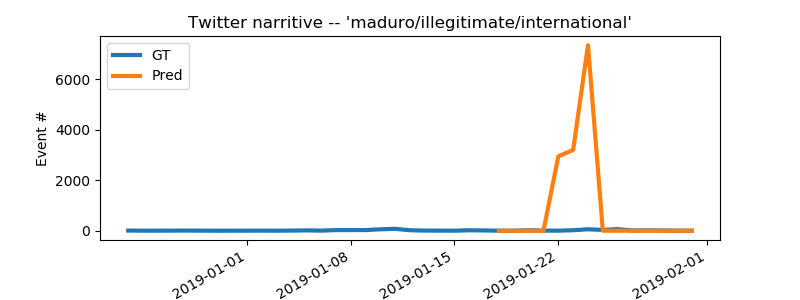 Twitter narritive -- 'maduro/illegitimate/international'
GT
Pred
Event #
6000
4000
2000
0
2019-01-01
2019-01-08
2019-01-15
2019-01-22
2019-02-01